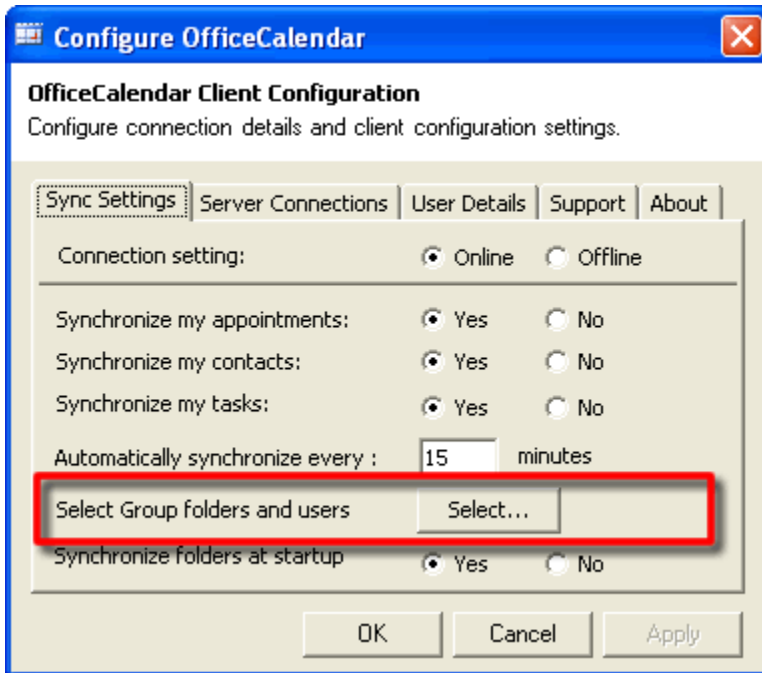 Configure OfficeCalendar
OfficeCalendar Client Configuration
Configure connection details and client configuration settings.
Sync Settings Server Connections User Details Support About
Connection setting: Online Offline
Synchronize my appointments: Yes No
Synchronize my contacts: Yes No
Synchronize my tasks: Yes No
Automatically synchronize every : 15 minutes
Select Group folders and users Select...
Synchronize folders at startup Yes No
OK Cancel Apply